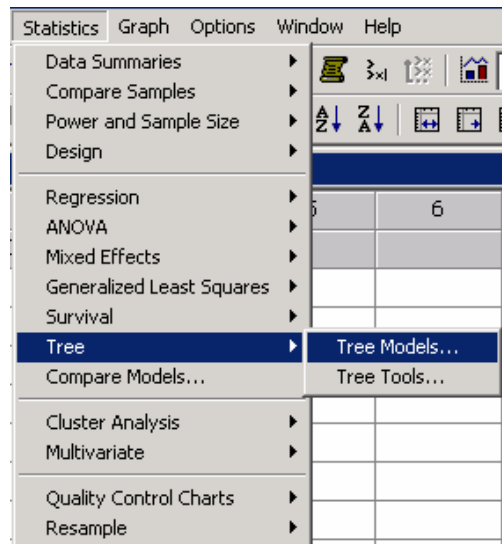 Statistics Graph Options Window Help
Data Summaries
Compare Samples
Power and Sample Size
Design
Regression
6
ANOVA
Mixed Effects
Generalized Least Squares
Survival
Tree
Tree Models...
Compare Models...
Tree Tools...
Cluster Analysis
Multivariate
Quality Control Charts
Resample